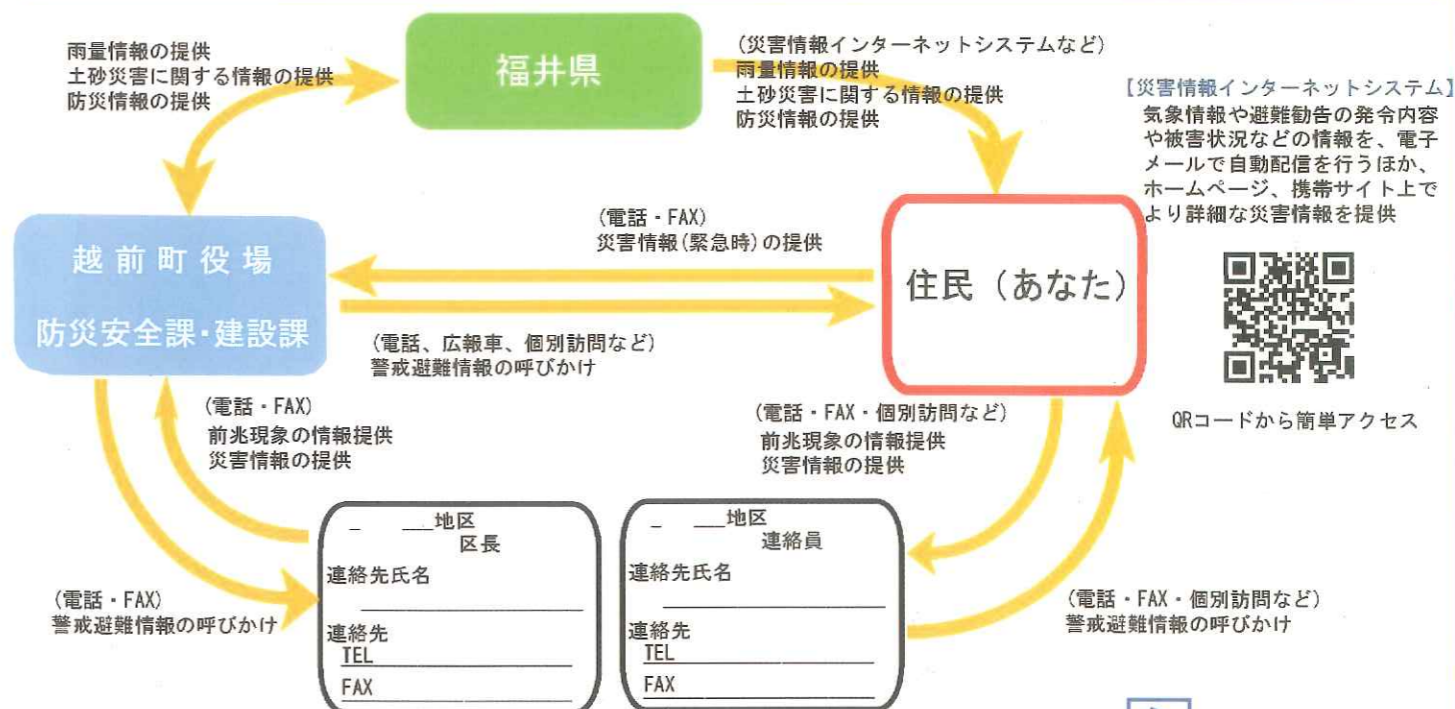 雨量情報の提供
土砂災害に関する情報の提供
防災情報の提供
福井県
(災害情報インターネットシステムなど)
雨量情報の提供
土砂災害に関する情報の提供
防災情報の提供
【災害情報インターネットシステム】
気象情報や避難勧告の発令内容
や被害状況などの情報を、電子
メールで自動配信を行うほか、
ホームページ、携帯サイト上で
より詳細な災害情報を提供
QRコードから簡単アクセス
越前町役場
防災安全課・建設課
(電話・FAX)
災害情報(緊急時)の提供
住民(あなた)
(電話、広報車、個別訪問など)
警戒避難情報の呼びかけ
(電話・FAX)
前兆現象の情報提供
災害情報の提供
(電話・FAX・個別訪問など)
前兆現象の情報提供
災害情報の提供
(電話・FAX)
警戒避難情報の呼びかけ
_ ___地区
区長
連絡先氏名
連絡先
TEL
FAX
_ ___地区
連絡員
連絡先氏名
連絡先
TEL
FAX
(電話・FAX・個別訪問など)
警戒避難情報の呼びかけ